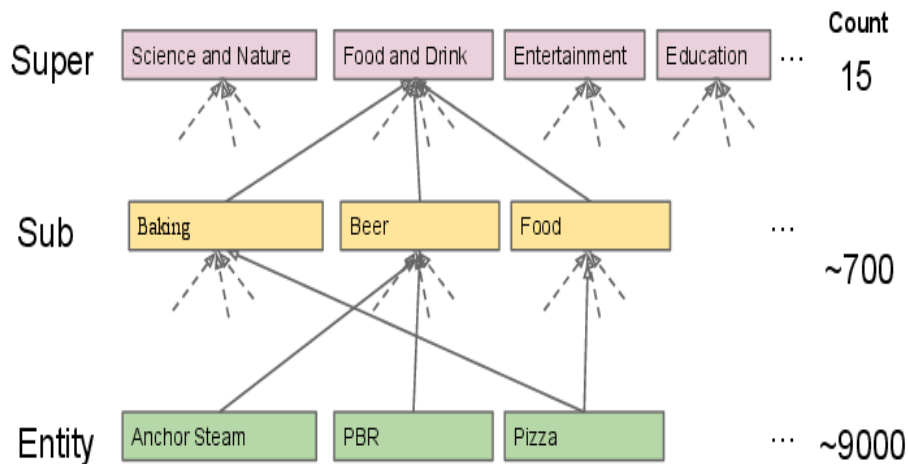 Count
Super
Science and Nature
Food and Drink
Entertainment
Education
...
15
Sub
Baking
Beer
Food
...
~700
Entity
Anchor Steam
PBR
Pizza
...
~9000